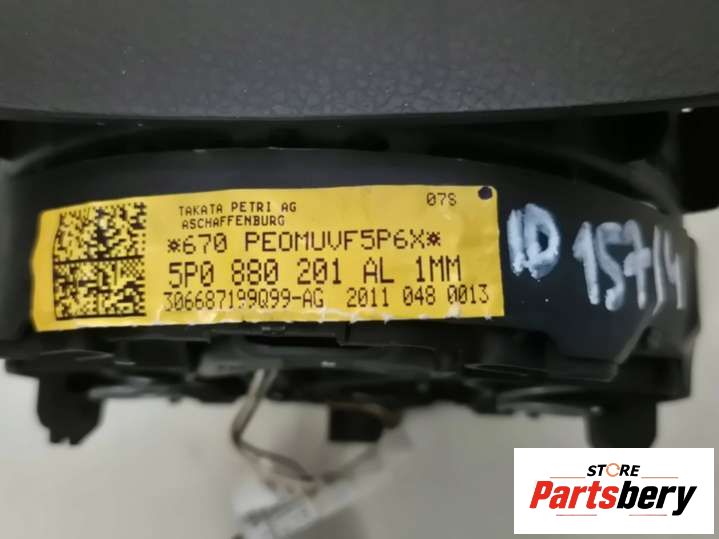 TAKATA PETRI AG 07S
ASCHAFFENBURG
*670 PEOMUVF5P6X*
5P0 880 201 AL 1MM
306687199Q99-AG 2011 048 0013
ID 15714
STORE
Partsbery